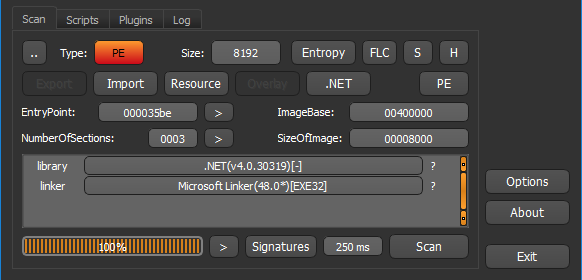 Scan Scripts Plugins Log
.. Type: PE Size: 8192 Entropy FLC S H
Export Import Resource Overlay .NET PE
EntryPoint: 000035be > ImageBase: 00400000
NumberOfSections: 0003 > SizeOfImage: 00008000
library .NET(v4.0.30319)[-] ?
linker Microsoft Linker(48.0*)[EXE32] ?
Options
About
100% > Signatures 250 ms Scan
Exit